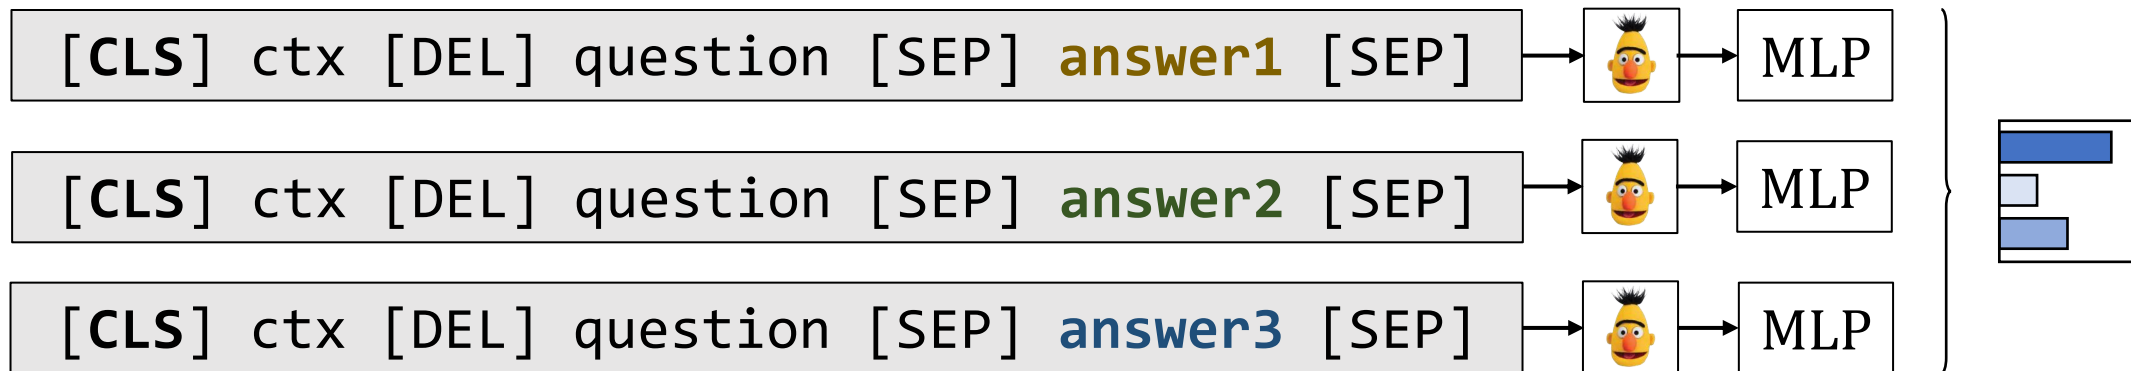 [CLS] ctx [DEL] question [SEP] answer1 [SEP] MLP
[CLS] ctx [DEL] question [SEP] answer2 [SEP] MLP
[CLS] ctx [DEL] question [SEP] answer3 [SEP] MLP